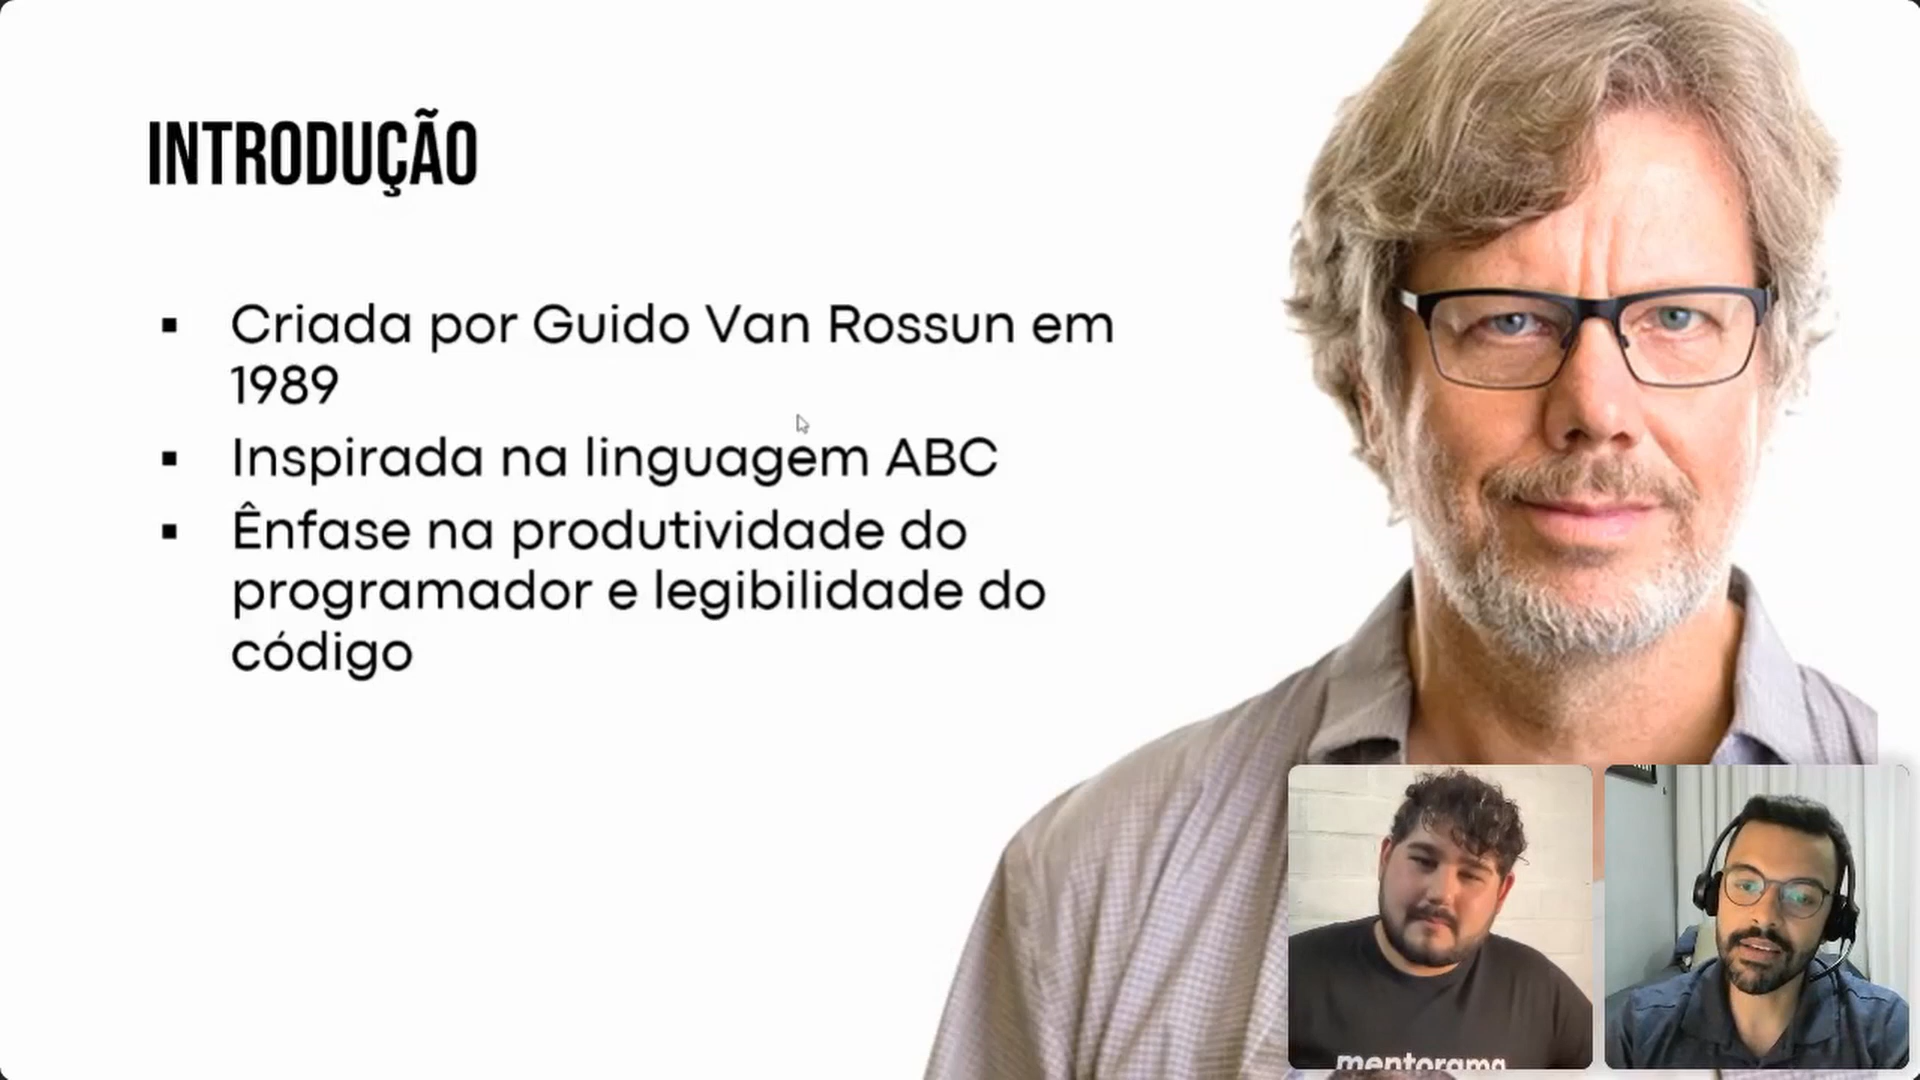 INTRODUÇÃO
▪ Criada por Guido Van Rossun em
1989
▪ Inspirada na linguagem ABC
▪ Ênfase na produtividade do
programador e legibilidade do
código
mentorama